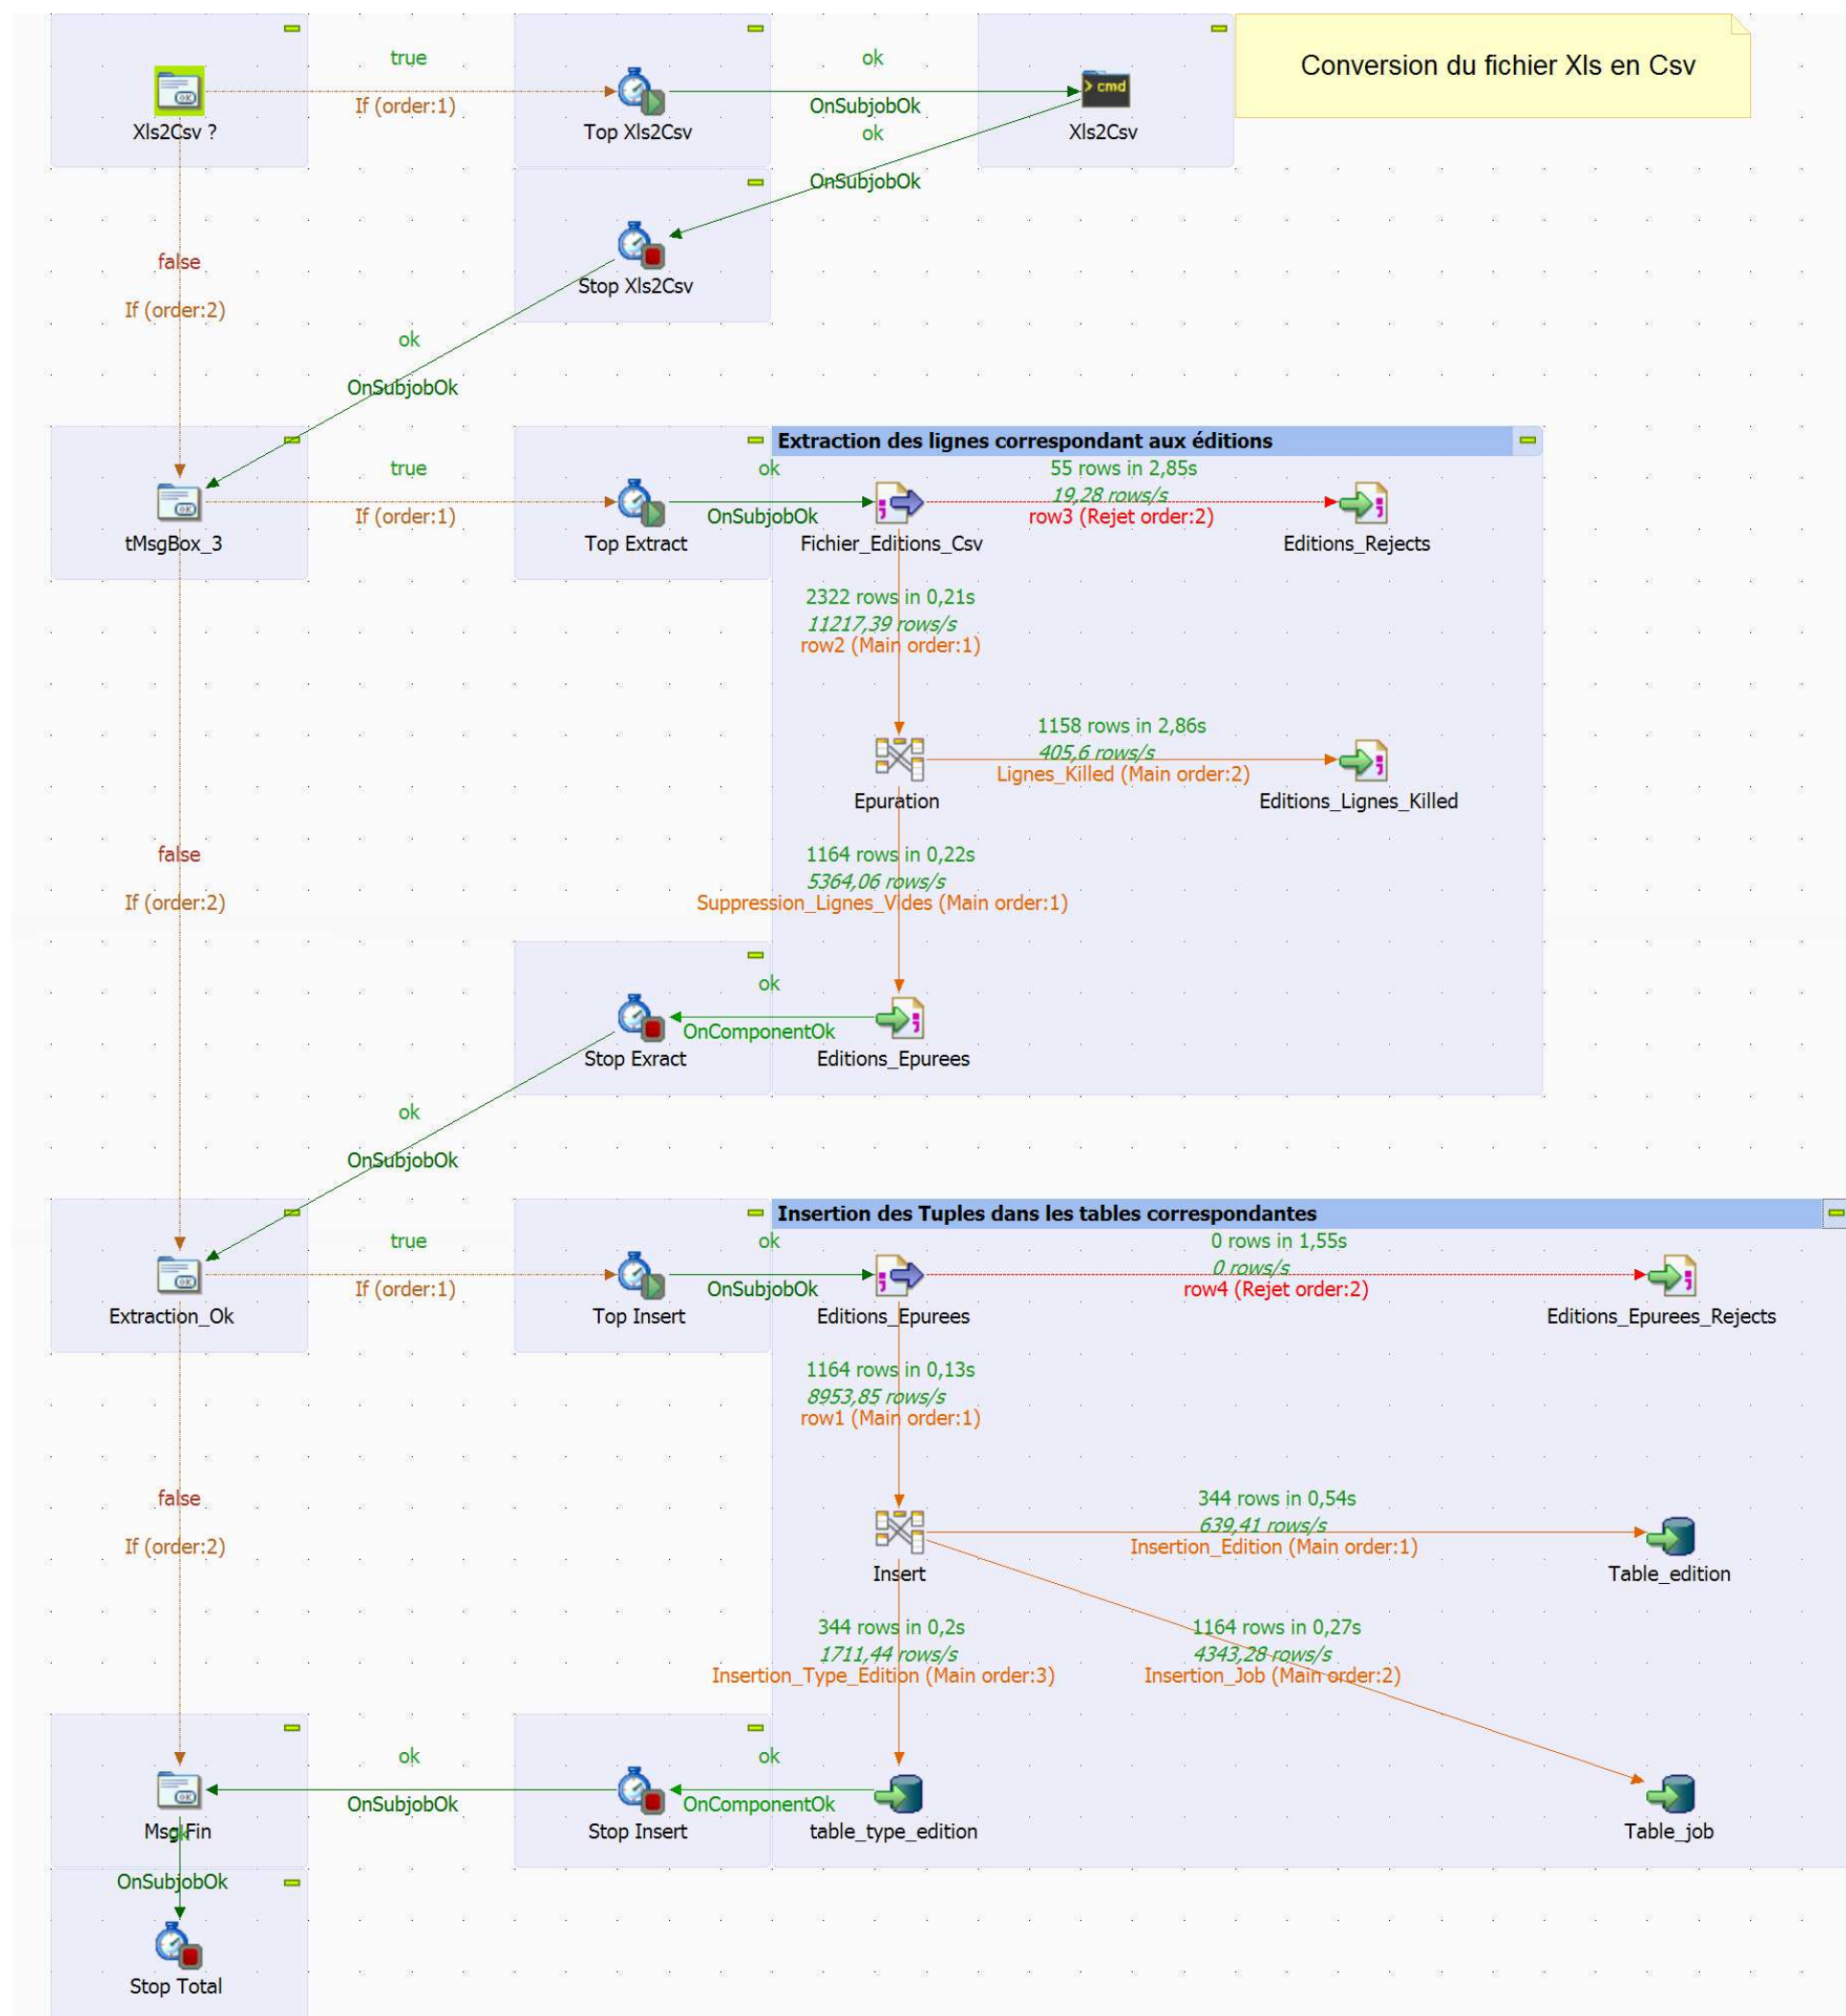 true
ok
Conversion du fichier Xls en Csv
cmd
If (order:1)
OnSubjobOk
Xls2Csv ?
Top Xls2Csv
ok
Xls2Csv
OnSubjobOk
false
Stop Xls2Csv
If (order:2)
ok
OnSubjobOk
Extraction des lignes correspondant aux éditions
true
ok
55 rows in 2,85s
19,28 rows/s
If (order:1)
OnSubjobOk
row3 (Rejet order:2)
tMsgBox_3
Top Extract
Fichier_Editions_Csv
Editions_Rejects
2322 rows in 0,21s
11217,39 rows/s
row2 (Main order:1)
1158 rows in 2,86s
405,6 rows/s
Lignes_Killed (Main order:2)
Epuration
Editions_Lignes_Killed
false
1164 rows in 0,22s
5364,06 rows/s
If (order:2)
Suppression_Lignes_Vides (Main order:1)
ok
OnComponentOk
Stop Exract
Editions_Epurees
ok
OnSubjobOk
Insertion des Tuples dans les tables correspondantes
true
ok
0 rows in 1,55s
0 rows/s
If (order:1)
OnSubjobOk
row4 (Rejet order:2)
Extraction_Ok
Top Insert
Editions_Epurees
Editions_Epurees_Rejects
1164 rows in 0,13s
8953,85 rows/s
row1 (Main order:1)
false
344 rows in 0,54s
639,41 rows/s
If (order:2)
Insertion_Edition (Main order:1)
Insert
Table_edition
344 rows in 0,2s
1164 rows in 0,27s
1711,44 rows/s
4343,28 rows/s
Insertion_Type_Edition (Main order:3)
Insertion_Job (Main order:2)
ok
ok
OnSubjobOk
OnComponentOk
Msg Fin
ok
Stop Insert
table_type_edition
Table_job
OnSubjobOk
Stop Total